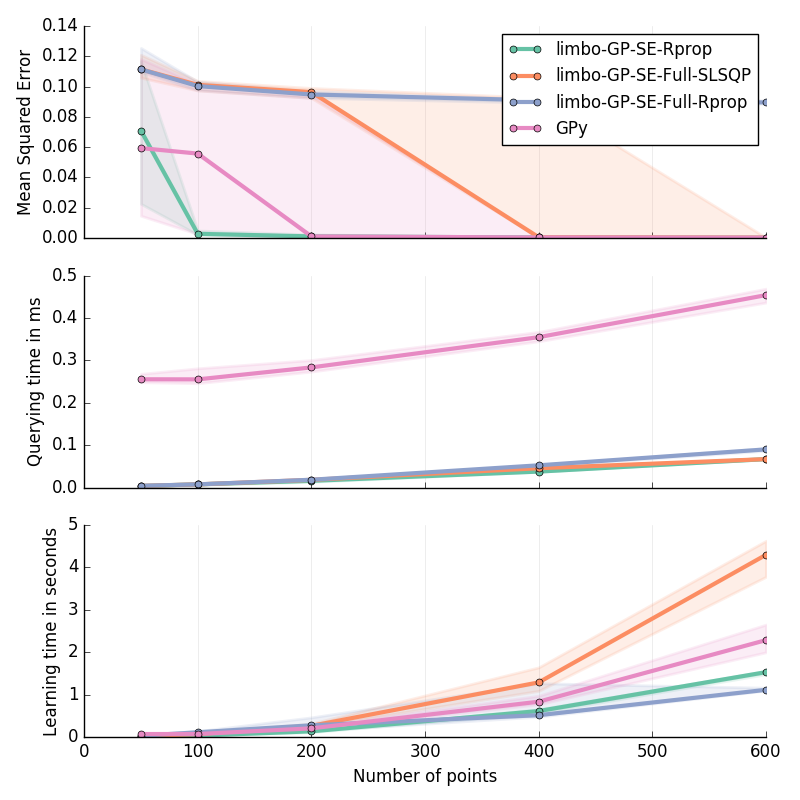 0.14
0.12
0.10
0.08
0.06
0.04
0.02
0.00
Mean Squared Error
limbo-GP-SE-Rprop
limbo-GP-SE-Full-SLSQP
limbo-GP-SE-Full-Rprop
GPy
0.5
0.4
0.3
0.2
0.1
0.0
Querying time in ms
5
4
3
2
1
0
Learning time in seconds
0 100 200 300 400 500 600
Number of points